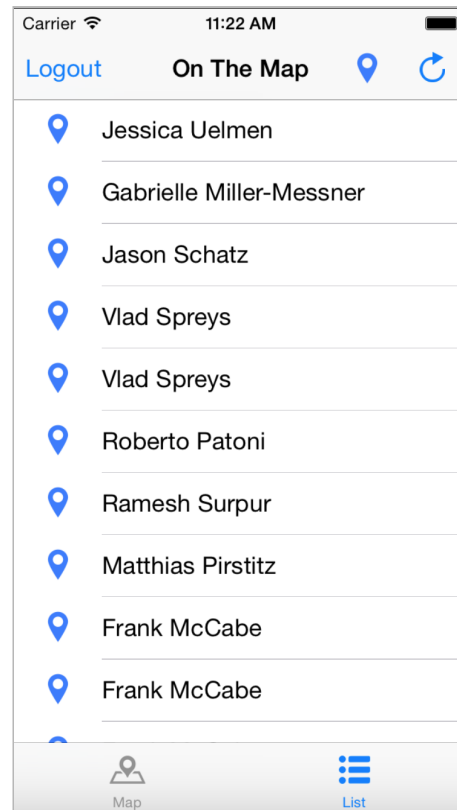 Carrier 11:22 AM
Logout On The Map
Jessica Uelmen
Gabrielle Miller-Messner
Jason Schatz
Vlad Spreys
Vlad Spreys
Roberto Patoni
Ramesh Surpur
Matthias Pirstitz
Frank McCabe
Frank McCabe
Map List